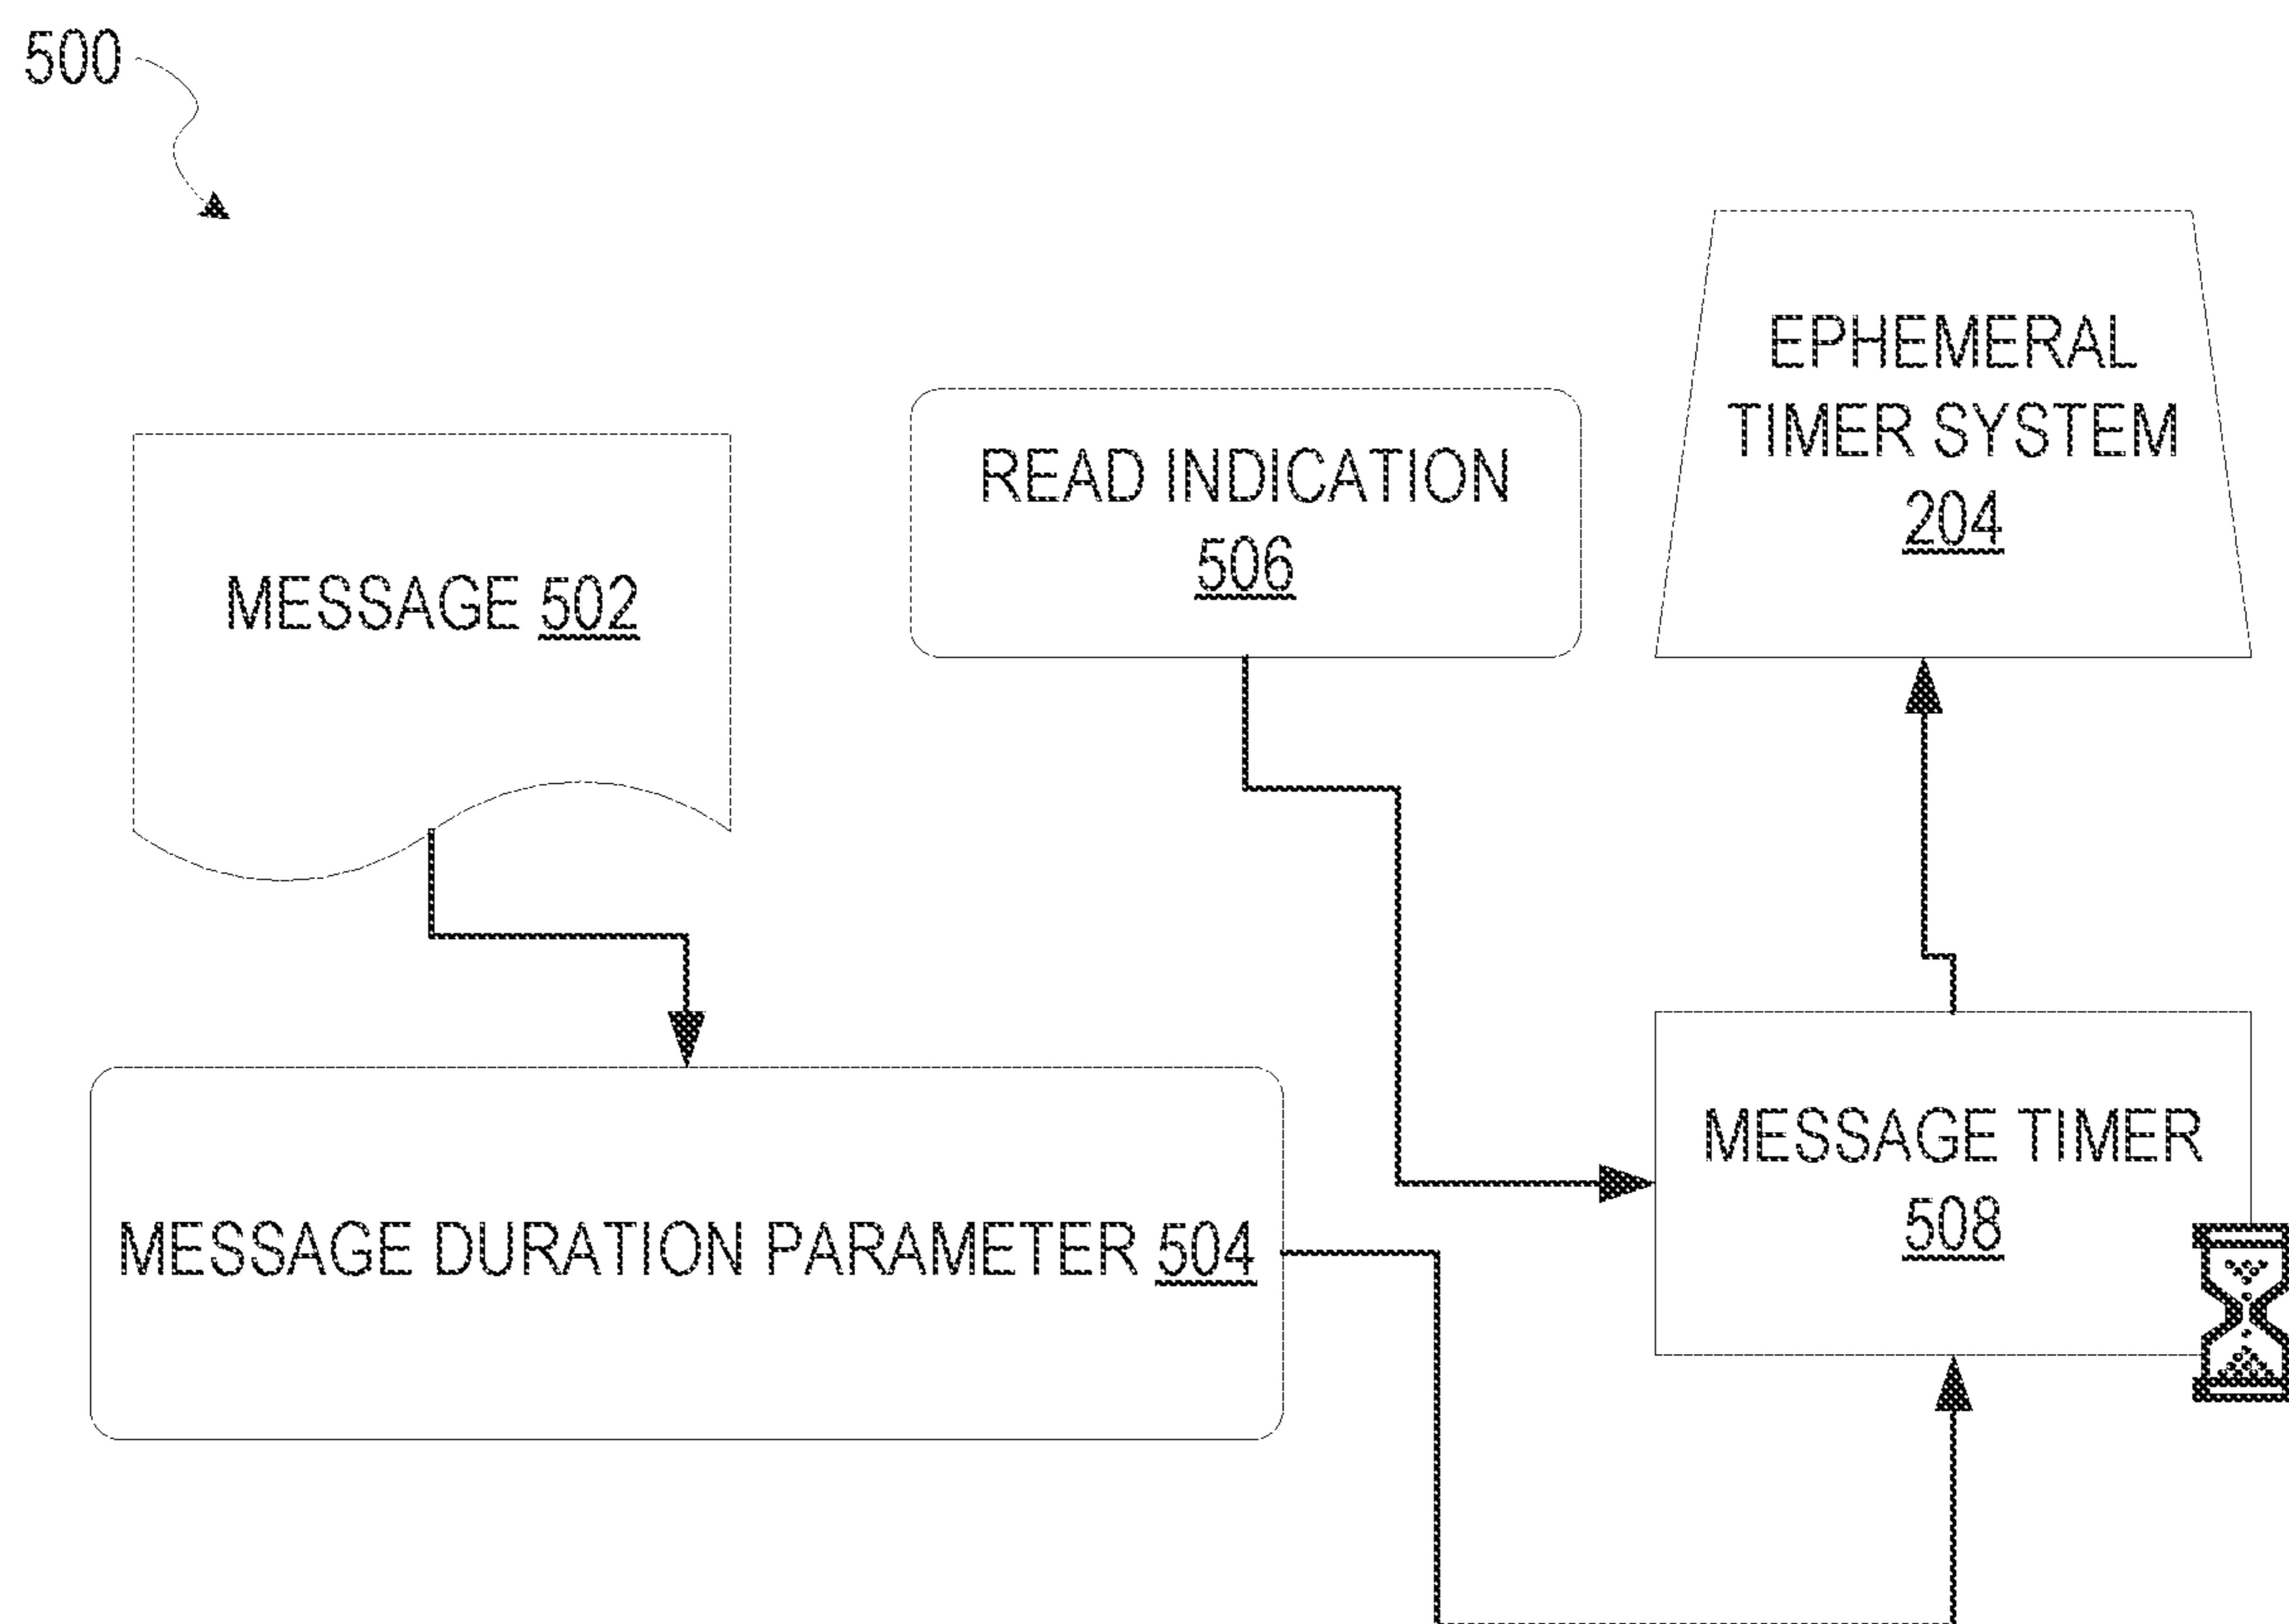 500
EPHEMERAL
TIMER SYSTEM
204
READ INDICATION
506
MESSAGE 502
MESSAGE TIMER
508
MESSAGE DURATION PARAMETER 504